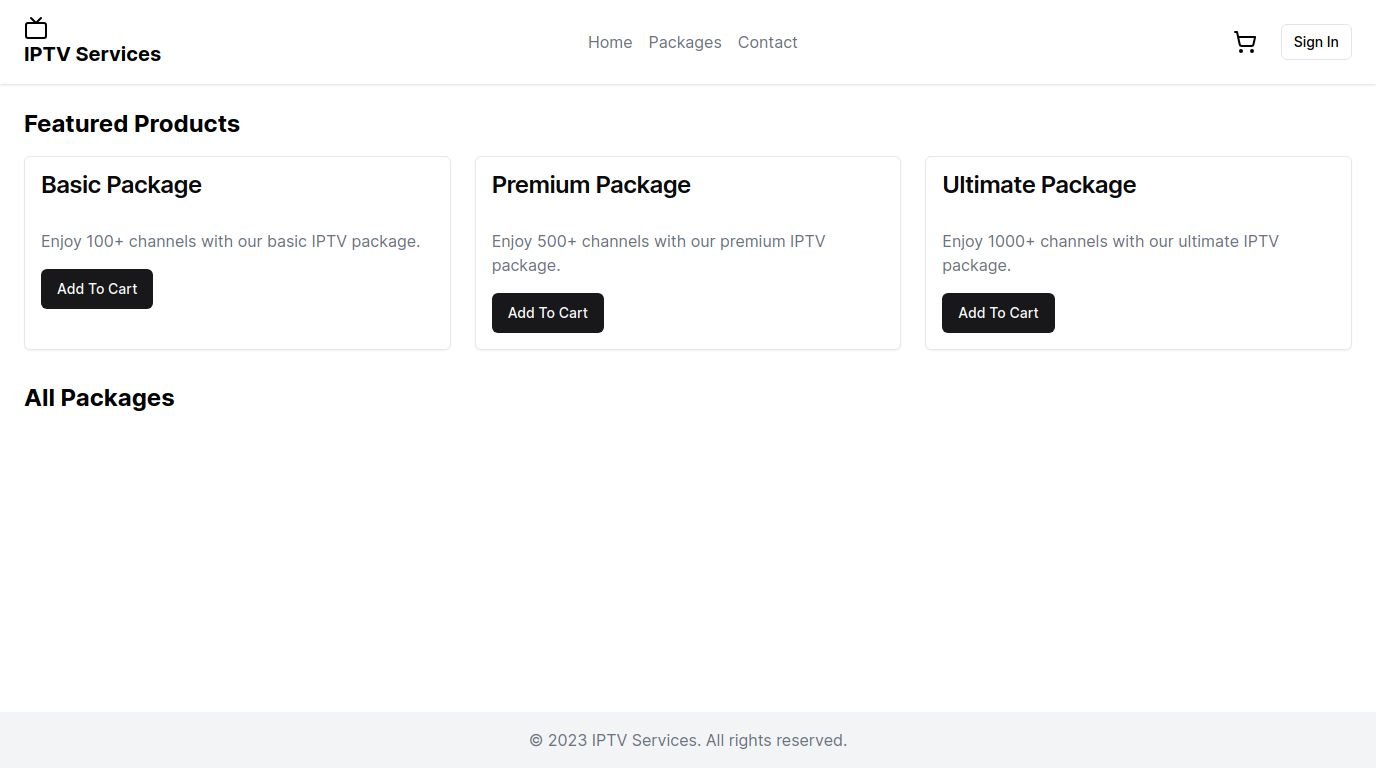 IPTV Services
Home Packages Contact
Sign In
Featured Products
Basic Package
Enjoy 100+ channels with our basic IPTV package.
Add To Cart
Premium Package
Enjoy 500+ channels with our premium IPTV
package.
Add To Cart
Ultimate Package
Enjoy 1000+ channels with our ultimate IPTV
package.
Add To Cart
All Packages
© 2023 IPTV Services. All rights reserved.